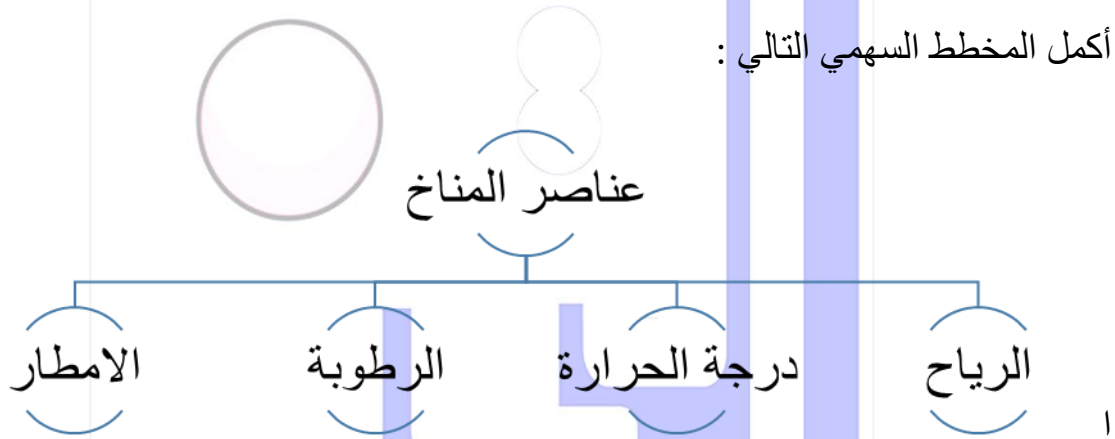 أكمل المخطط السهمي التالي :
عناصر المناخ
الرياح
درجة الحرارة
الرطوبة
الامطار